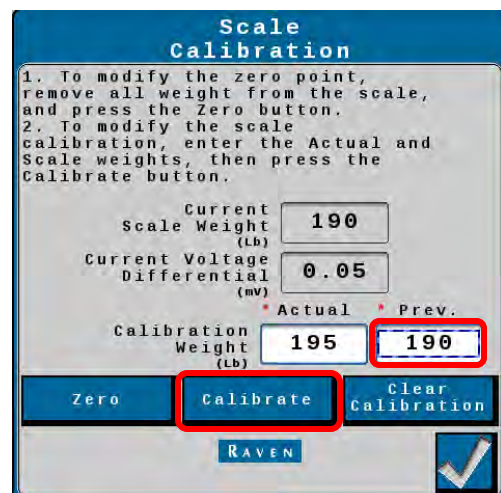 Scale
Calibration
1. To modify the zero point,
remove all weight from the scale,
and press the Zero button.
2. To modify the scale
calibration, enter the Actual and
Scale weights, then press the
Calibrate button.
Current
Scale Weight 190
(Lb)
Current Voltage
Differential 0.05
(mV)
* Actual * Prev.
Calibration
Weight 195 190
(Lb)
Zero Calibrate Clear
Calibration
RAVEN